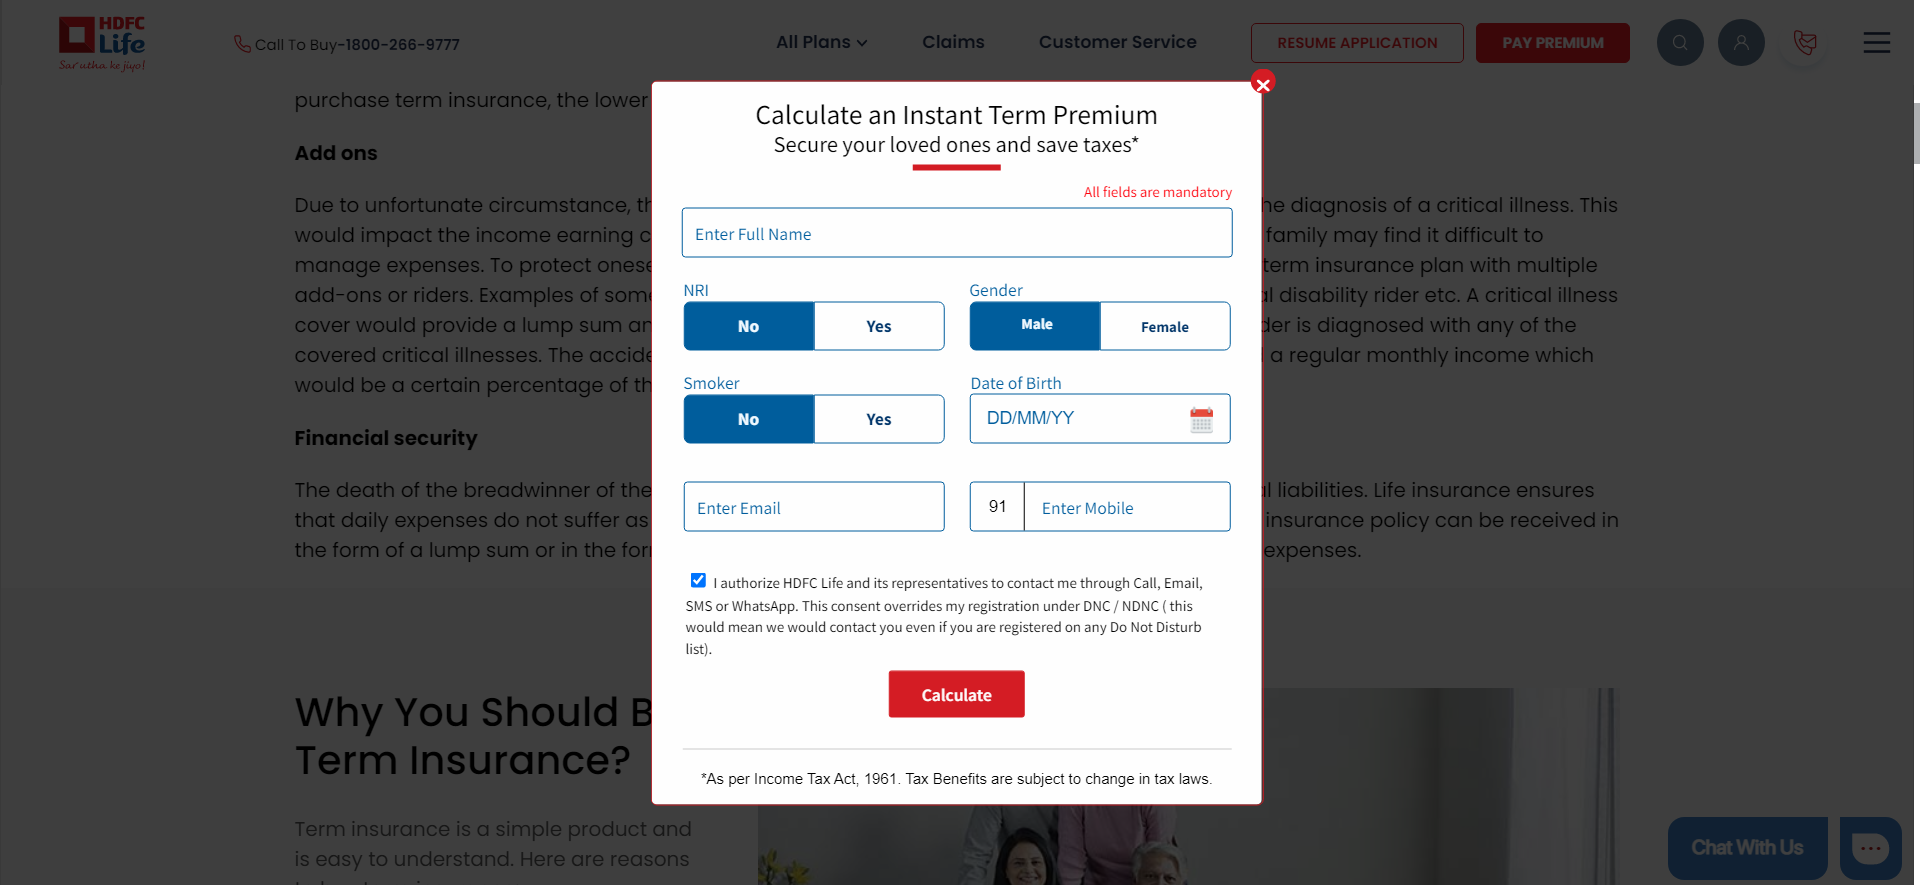 HDFC
Life
Sar utha ke jiyo!
Call To Buy-1800-266-9777
All Plans
Claims
Customer Service
RESUME APPLICATION
PAY PREMIUM
purchase term insurance, the lower
Add ons
Due to unfortunate circumstance, th
he diagnosis of a critical illness. This
would impact the income earning c
family may find it difficult to
manage expenses. To protect onese
term insurance plan with multiple
add-ons or riders. Examples of some
al disability rider etc. A critical illness
cover would provide a lump sum an
der is diagnosed with any of the
covered critical illnesses. The accide
d a regular monthly income which
would be a certain percentage of th
Financial security
The death of the breadwinner of the
al liabilities. Life insurance ensures
that daily expenses do not suffer as
insurance policy can be received in
the form of a lump sum or in the for
expenses.
Why You Should B
Term Insurance?
Term insurance is a simple product and
is easy to understand. Here are reasons
Calculate an Instant Term Premium
Secure your loved ones and save taxes*
All fields are mandatory
Enter Full Name
NRI
No Yes
Gender
Male Female
Smoker
No Yes
Date of Birth
DD/MM/YY
Enter Email
91 Enter Mobile
I authorize HDFC Life and its representatives to contact me through Call, Email,
SMS or WhatsApp. This consent overrides my registration under DNC / NDNC ( this
would mean we would contact you even if you are registered on any Do Not Disturb
list).
Calculate
*As per Income Tax Act, 1961. Tax Benefits are subject to change in tax laws.
Chat With Us